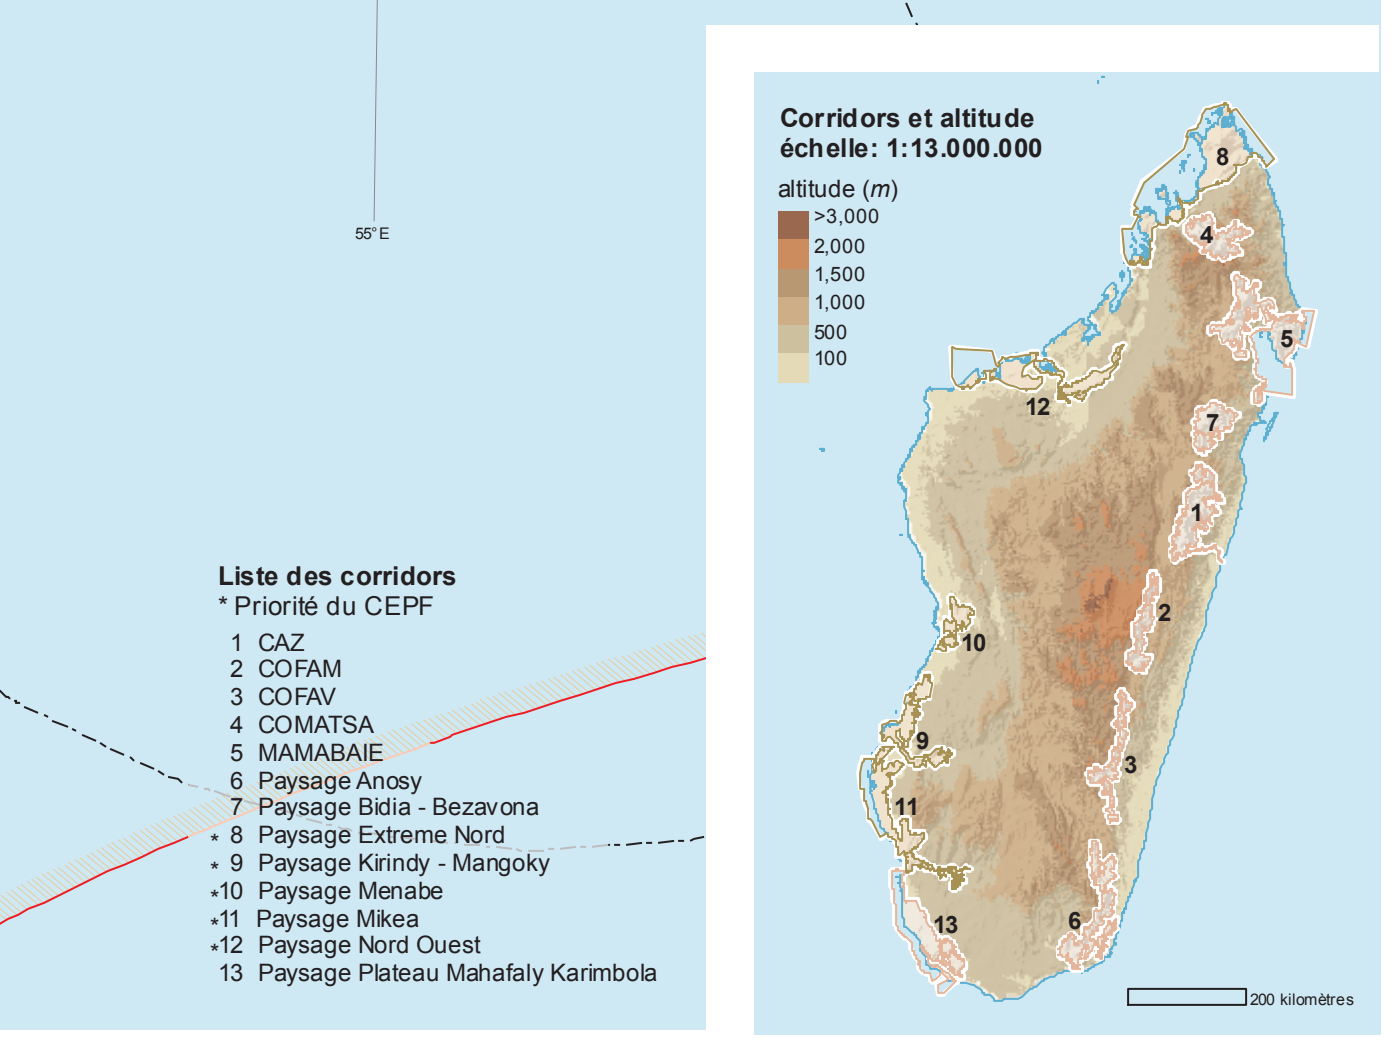 55°E
Liste des corridors
* Priorité du CEPF
1 CAZ
2 COFAM
3 COFAV
4 COMATSA
5 MAMABAIE
6 Paysage Anosy
7 Paysage Bidia - Bezavona
* 8 Paysage Extreme Nord
* 9 Paysage Kirindy - Mangoky
*10 Paysage Menabe
*11 Paysage Mikea
*12 Paysage Nord Ouest
13 Paysage Plateau Mahafaly Karimbola
Corridors et altitude
échelle: 1:13.000.000
altitude (m)
>3,000
2,000
1,500
1,000
500
100
8
4
5
12
7
1
2
10
9
3
11
6
13
200 kilomètres